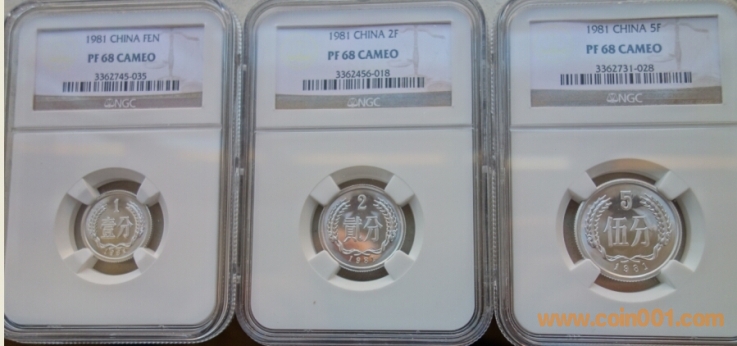 1981 CHINA FEN
PF 68 CAMEO
3362745-035
NGC
1
壹分
1981 CHINA 2F
PF 68 CAMEO
3362456-018
NGC
2
貳分
1981 CHINA 5F
PF 68 CAMEO
3362731-028
NGC
5
伍分
1981
www.coin001.com